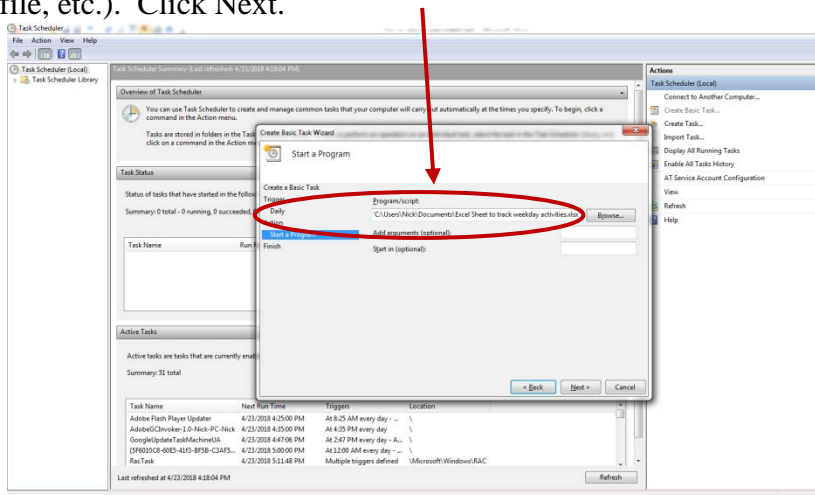 file, etc.).  Click Next.
Task Scheduler
File Action View Help
Task Scheduler (Local)
Task Scheduler Library
Task Scheduler Summary (Last refreshed: 4/23/2018 4:18:04 PM)
Overview of Task Scheduler
You can use Task Scheduler to create and manage common tasks that your computer will carry out automatically at the times you specify. To begin, click a
command in the Action menu.
Tasks are stored in folders in the Task
click on a command in the Action
Task Status
Status of tasks that have started in the
Summary: 0 total - 0 running, 0 succeeded,
Task Name Run
Create Basic Task Wizard
Start a Program
Create a Basic Task
Trigger
Daily
Action
Start a Program
Finish
Program/script:
'C:\Users\Nick\Documents\Excel Sheet to track weekday activities.xlsx
Browse...
Add arguments (optional):
Start in (optional):
< Back Next > Cancel
Active Tasks
Active tasks are tasks that are currently
Summary: 31 total
Task Name Next Run Time Triggers Location
Adobe Flash Player Updater 4/23/2018 4:25:00 PM At 8:25 AM every day - ... \
AdobeGCInvoker-1.0-Nick-PC-Nick 4/23/2018 4:35:00 PM At 4:35 PM every day \
GoogleUpdateTaskMachineUA 4/23/2018 4:47:06 PM At 2:47 PM every day - A... \
4/23/2018 5:00:00 PM At 12:00 AM every day - ... \
RacTask 4/23/2018 5:11:48 PM Multiple triggers defined \Microsoft\Windows\RAC
Last refreshed at 4/23/2018 4:18:04 PM
Refresh
Actions
Task Scheduler (Local)
Connect to Another Computer...
Create Basic Task...
Create Task...
Import Task...
Display All Running Tasks
Enable All Tasks History
AT Service Account Configuration
View
Refresh
Help